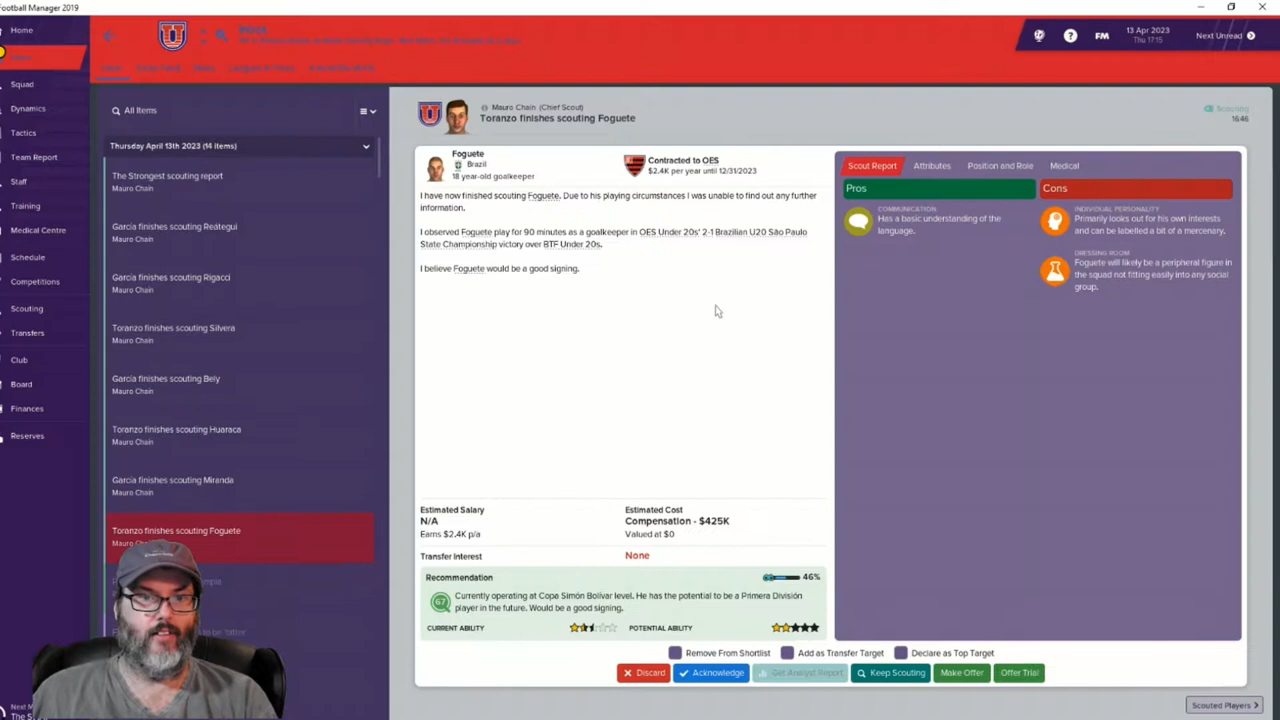 Football Manager 2019
Home
Squad
Dynamics
Tactics
Team Report
Staff
Training
Medical Centre
Schedule
Competitions
Scouting
Transfers
Club
Board
Finances
Reserves
FM
13 Apr 2023
Thu 17:15
Next Unread
All Items
Thursday April 13th 2023 (14 items)
The Strongest scouting report
Mauro Chain
García finishes scouting Reátegui
Mauro Chain
García finishes scouting Rigacci
Mauro Chain
Toranzo finishes scouting Silvera
Mauro Chain
García finishes scouting Bely
Mauro Chain
Toranzo finishes scouting Huaraca
Mauro Chain
García finishes scouting Miranda
Mauro Chain
Toranzo finishes scouting Foguete
Mauro Chain (Chief Scout)
Toranzo finishes scouting Foguete
Scouting
16:46
Foguete
Brazil
18 year-old goalkeeper
Contracted to OES
$2.4K per year until 12/31/2023
I have now finished scouting Foguete. Due to his playing circumstances I was unable to find out any further
information.
I observed Foguete play for 90 minutes as a goalkeeper in OES Under 20s' 2-1 Brazilian U20 São Paulo
State Championship victory over BTF Under 20s.
I believe Foguete would be a good signing.
Estimated Salary
N/A
Earns $2.4K p/a
Estimated Cost
Compensation - $425K
Valued at $0
Transfer Interest
None
Recommendation
46%
67
Currently operating at Copa Simón Bolívar level. He has the potential to be a Primera División
player in the future. Would be a good signing.
CURRENT ABILITY
POTENTIAL ABILITY
Scout Report
Attributes
Position and Role
Medical
Pros
COMMUNICATION
Has a basic understanding of the
language.
Cons
INDIVIDUAL PERSONALITY
Primarily looks out for his own interests
and can be labelled a bit of a mercenary.
DRESSING ROOM
Foguete will likely be a peripheral figure in
the squad not fitting easily into any social
group.
Remove From Shortlist
Add as Transfer Target
Declare as Top Target
Discard
Acknowledge
Get Analyst Report
Keep Scouting
Make Offer
Offer Trial
Scouted Players